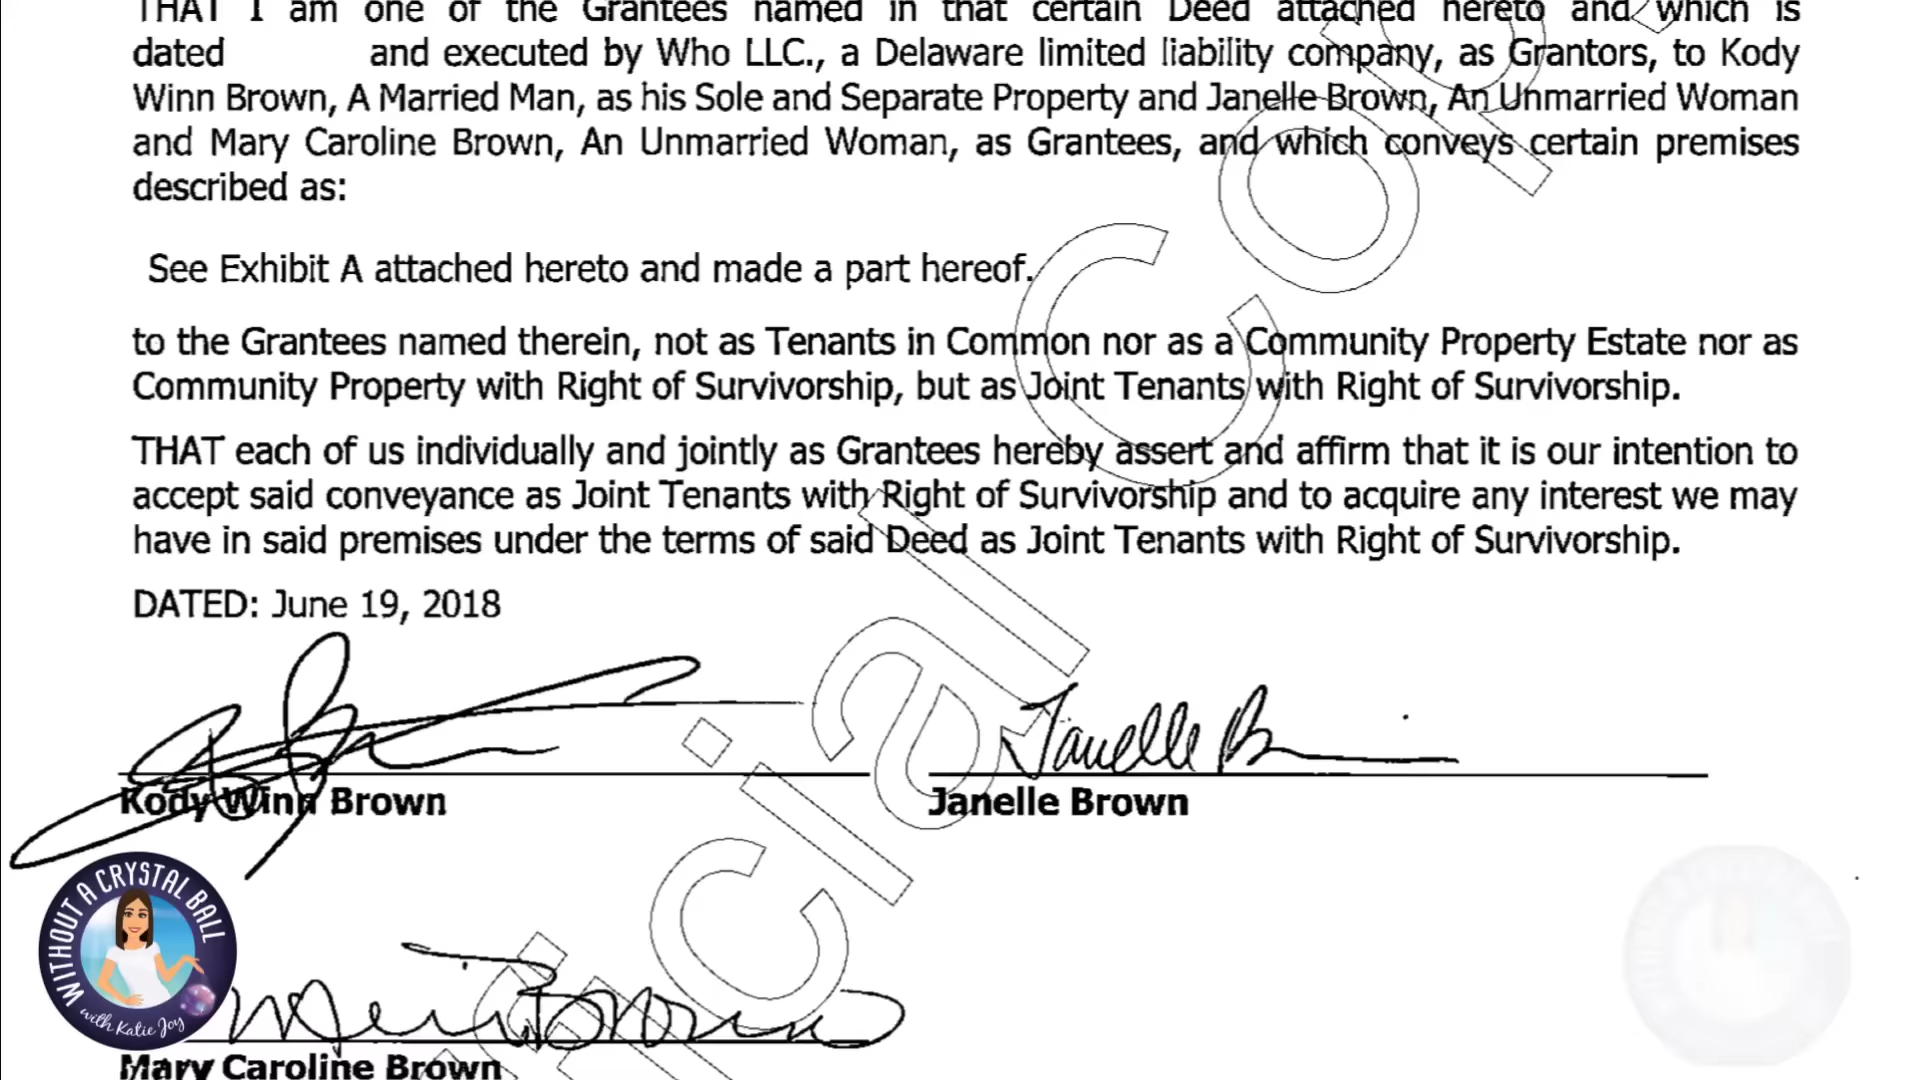 THAT I am one of the Grantees named in that certain Deed attached hereto and which is
dated and executed by Who LLC., a Delaware limited liability company, as Grantors, to Kody
Winn Brown, A Married Man, as his Sole and Separate Property and Janelle Brown, An Unmarried Woman
and Mary Caroline Brown, An Unmarried Woman, as Grantees, and which conveys certain premises
described as:
See Exhibit A attached hereto and made a part hereof.
to the Grantees named therein, not as Tenants in Common nor as a Community Property Estate nor as
Community Property with Right of Survivorship, but as Joint Tenants with Right of Survivorship.
THAT each of us individually and jointly as Grantees hereby assert and affirm that it is our intention to
accept said conveyance as Joint Tenants with Right of Survivorship and to acquire any interest we may
have in said premises under the terms of said Deed as Joint Tenants with Right of Survivorship.
DATED: June 19, 2018
Janelle B
Kody Winn Brown
Janelle Brown
WITHOUT A CRYSTAL BALL
with Katie Joy
Mary Caroline Brown
icial Cop